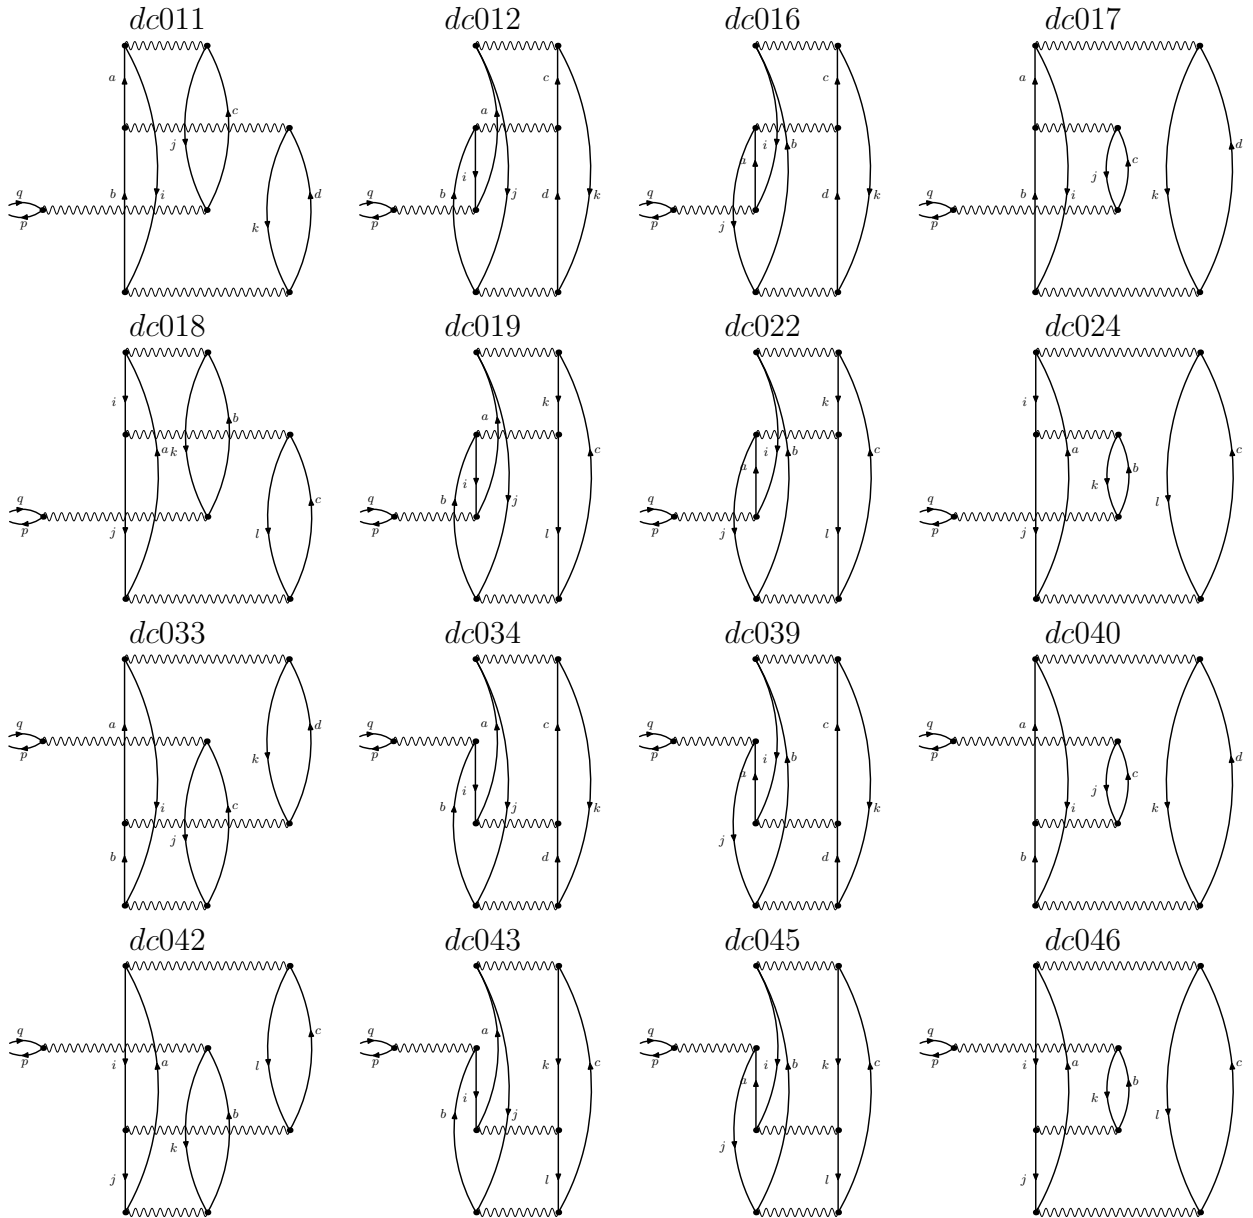 dc011 dc012 dc016 dc017
a c j b i d k q p
c a i b j d k q p
c i b j d k q p
a c j b i d k q p
dc018 dc019 dc022 dc024
i b a k c j l q p
k a c i b j l q p
k i b c j l q p
i b a c k j l q p
dc033 dc034 dc039 dc040
q p a d k i c j b
q p a c i b j k d
q p c i b k j d
q p a d c j i k b
dc042 dc043 dc045 dc046
q p i a l c b k j
q p a k c i b j l
q p i b k c j l
q p i a c b k l j